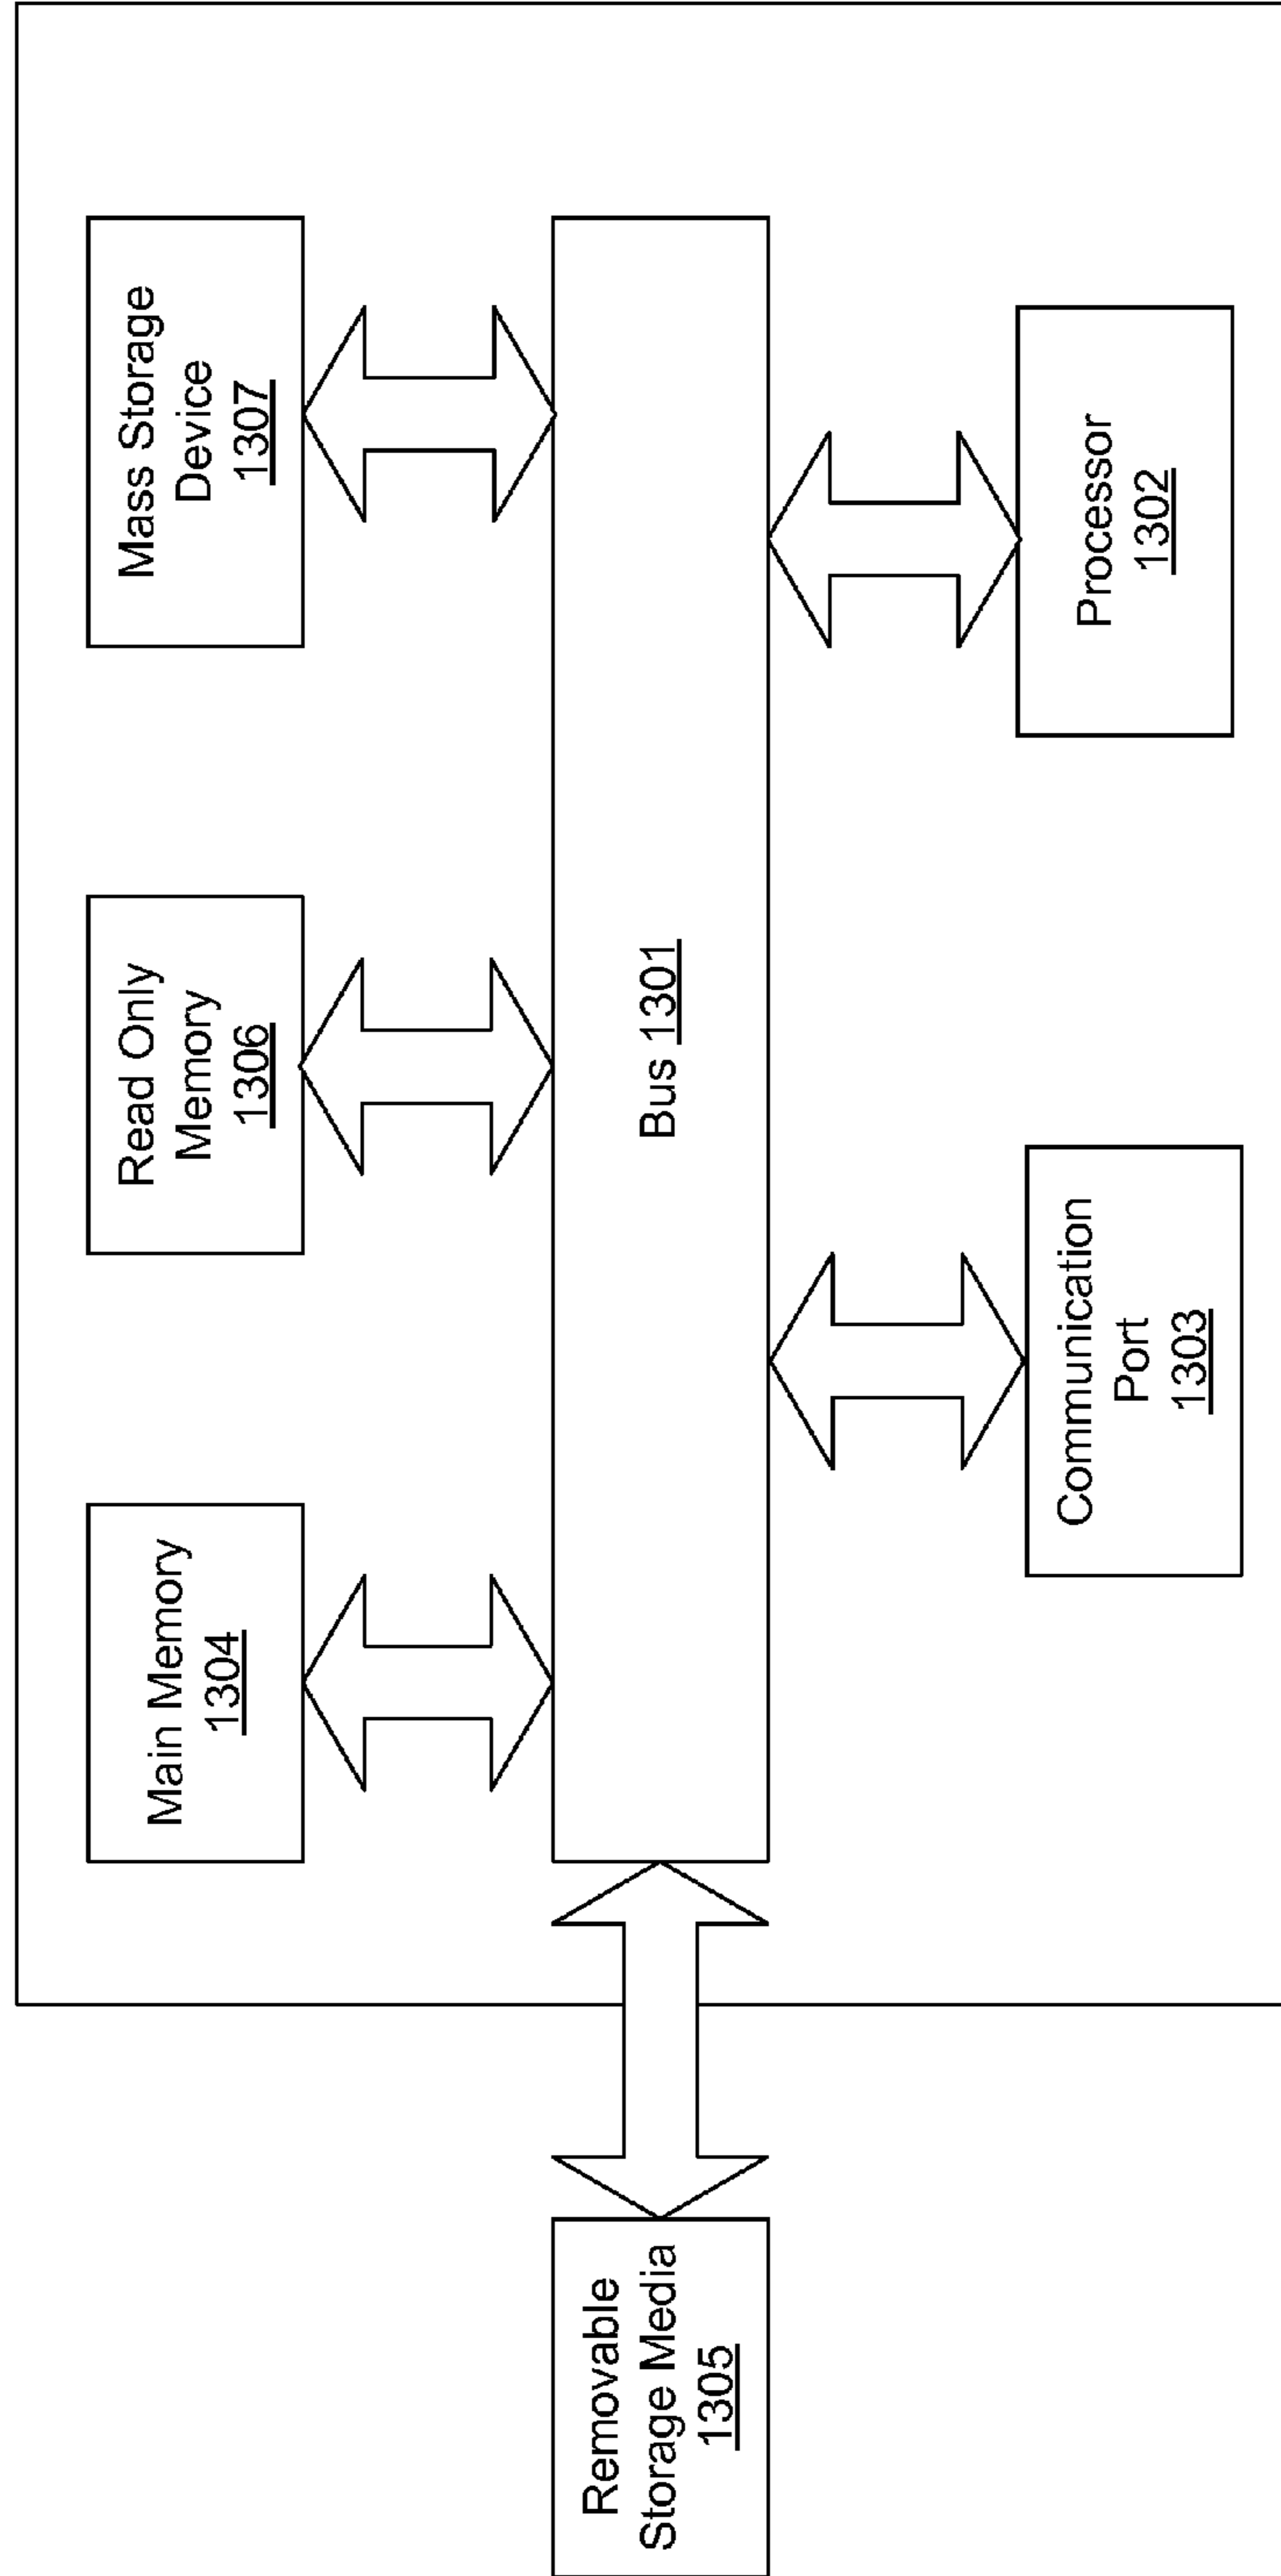 Main Memory
1304
Read Only
Memory
1306
Mass Storage
Device
1307
Removable
Storage Media
1305
Bus 1301
Communication
Port
1303
Processor
1302